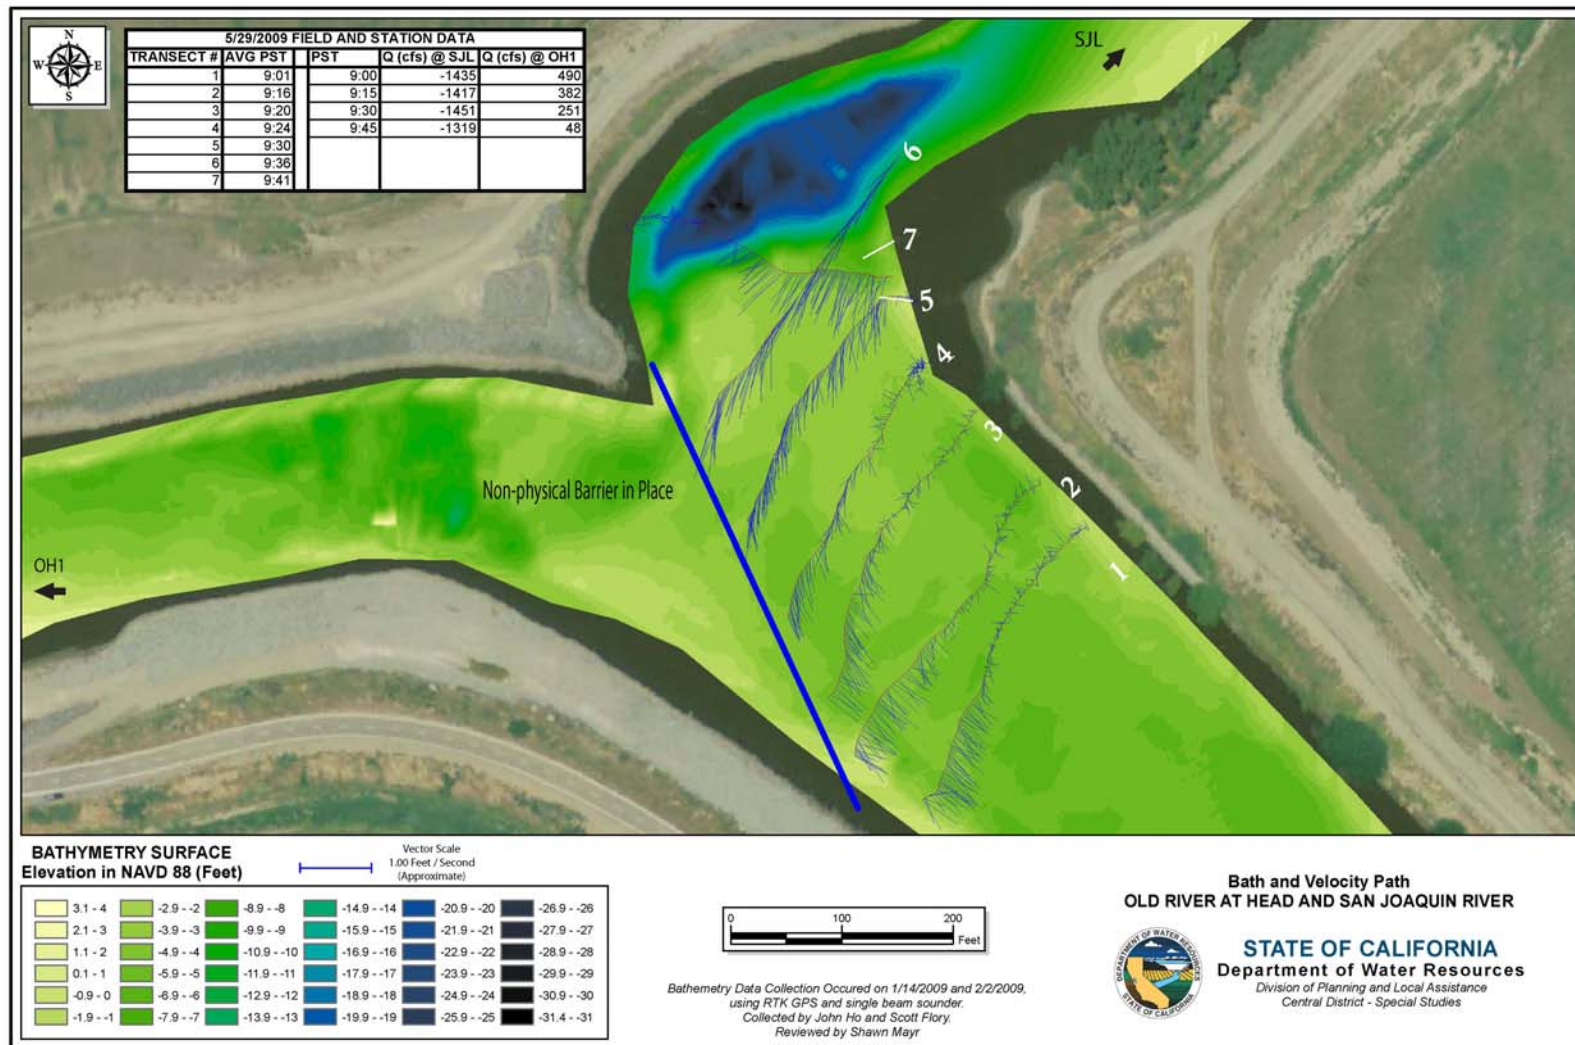 N
W E
S
5/29/2009 FIELD AND STATION DATA
TRANSECT # AVG PST PST Q (cfs) @ SJL Q (cfs) @ OH1
1 9:01 9:00 -1435 490
2 9:16 9:15 -1417 382
3 9:20 9:30 -1451 251
4 9:24 9:45 -1319 48
5 9:30
6 9:36
7 9:41
SJL
6
7
5
4
3
2
1
Non-physical Barrier in Place
OH1
BATHYMETRY SURFACE
Elevation in NAVD 88 (Feet)
Vector Scale
1.00 Feet / Second
(Approximate)
3.1 - 4 -2.9 - -2 -8.9 - -8 -14.9 - -14 -20.9 - -20 -26.9 - -26
2.1 - 3 -3.9 - -3 -9.9 - -9 -15.9 - -15 -21.9 - -21 -27.9 - -27
1.1 - 2 -4.9 - -4 -10.9 - -10 -16.9 - -16 -22.9 - -22 -28.9 - -28
0.1 - 1 -5.9 - -5 -11.9 - -11 -17.9 - -17 -23.9 - -23 -29.9 - -29
-0.9 - 0 -6.9 - -6 -12.9 - -12 -18.9 - -18 -24.9 - -24 -30.9 - -30
-1.9 - -1 -7.9 - -7 -13.9 - -13 -19.9 - -19 -25.9 - -25 -31.4 - -31
0 100 200
Feet
Bathemetry Data Collection Occured on 1/14/2009 and 2/2/2009,
using RTK GPS and single beam sounder.
Collected by John Ho and Scott Flory.
Reviewed by Shawn Mayr
Bath and Velocity Path
OLD RIVER AT HEAD AND SAN JOAQUIN RIVER
DEPARTMENT OF WATER RESOURCES
STATE OF CALIFORNIA
STATE OF CALIFORNIA
Department of Water Resources
Division of Planning and Local Assistance
Central District - Special Studies